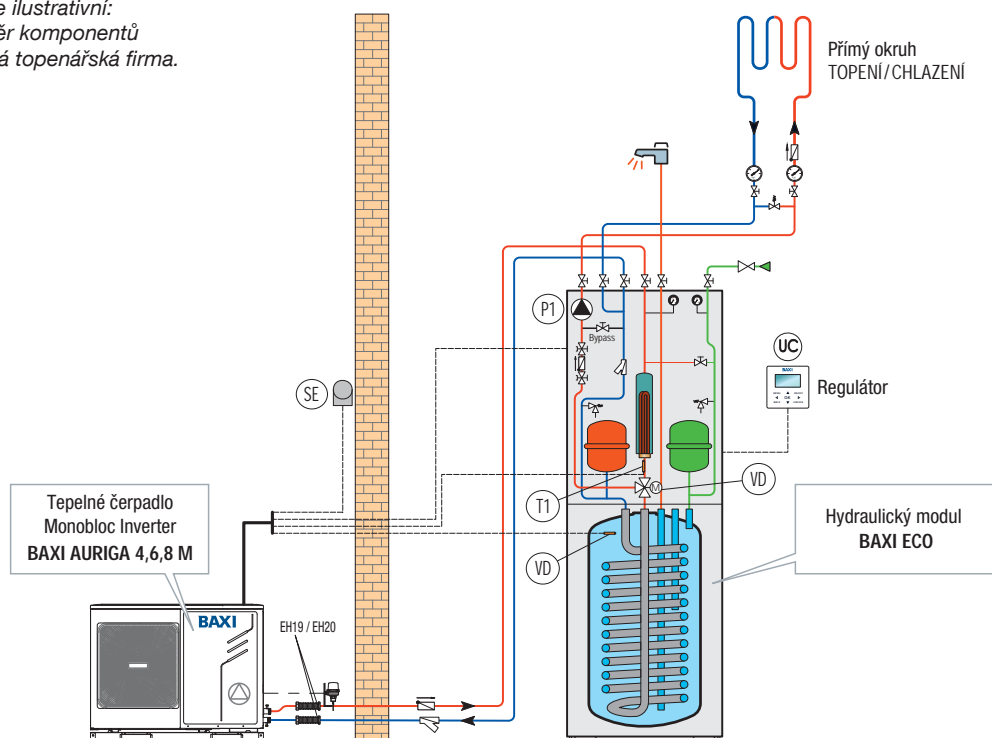 e ilustrativní:
ěr komponentů
á topenářská firma.
Přímý okruh
TOPENÍ/CHLAZENÍ
P1
Bypass
UC
BAXI
OK
Regulátor
SE
M
VD
T1
Tepelné čerpadlo
Monobloc Inverter
BAXI AURIGA 4,6,8 M
Hydraulický modul
BAXI ECO
VD
BAXI
EH19 / EH20